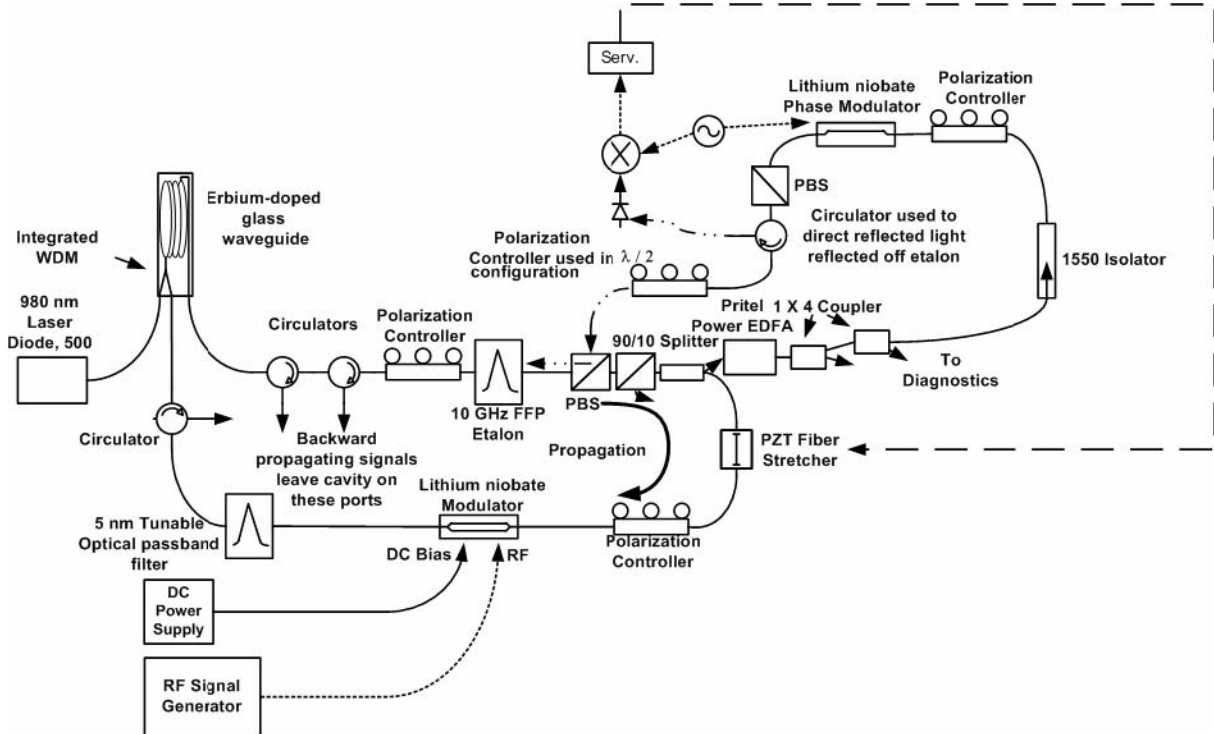 Serv.
Lithium niobate
Phase Modulator
Polarization
Controller
PBS
Erbium-doped
glass
waveguide
Integrated
WDM
Circulator used to
direct reflected light
reflected off etalon
Polarization
Controller used in λ / 2
configuration
1550 Isolator
980 nm
Laser
Diode, 500
Circulators
Polarization
Controller
Pritel 1 X 4 Coupler
Power EDFA
90/10 Splitter
To
Diagnostics
10 GHz FFP
Etalon
PBS
Circulator
Backward
propagating signals
leave cavity on
these ports
Propagation
PZT Fiber
Stretcher
Lithium niobate
Modulator
5 nm Tunable
Optical passband
filter
DC Bias
RF
Polarization
Controller
DC
Power
Supply
RF Signal
Generator